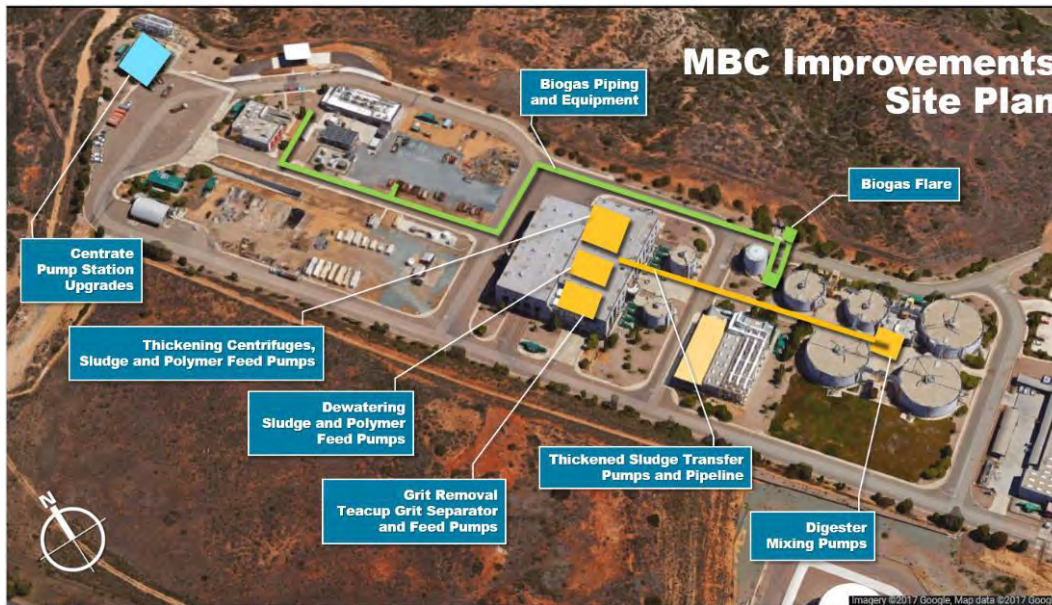 MBC Improvements
Site Plan
Biogas Piping
and Equipment
Biogas Flare
Centrate
Pump Station
Upgrades
Thickening Centrifuges,
Sludge and Polymer Feed Pumps
Dewatering
Sludge and Polymer
Feed Pumps
Thickened Sludge Transfer
Pumps and Pipeline
Grit Removal
Teacup Grit Separator
and Feed Pumps
Digester
Mixing Pumps
N
Imagery ©2017 Google, Map data ©2017 Goog